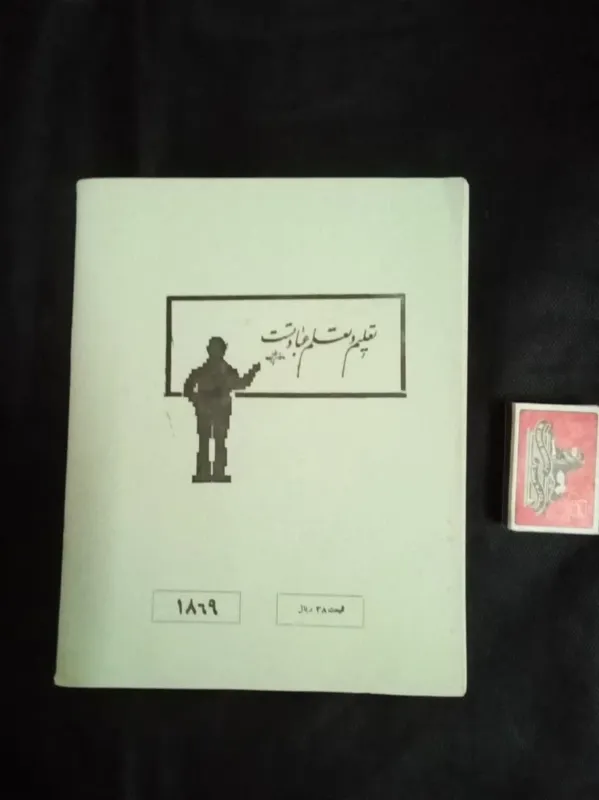 تعلیم و تعلم عبادت است
۱۸۶۹
قیمت ۳۸ ریال